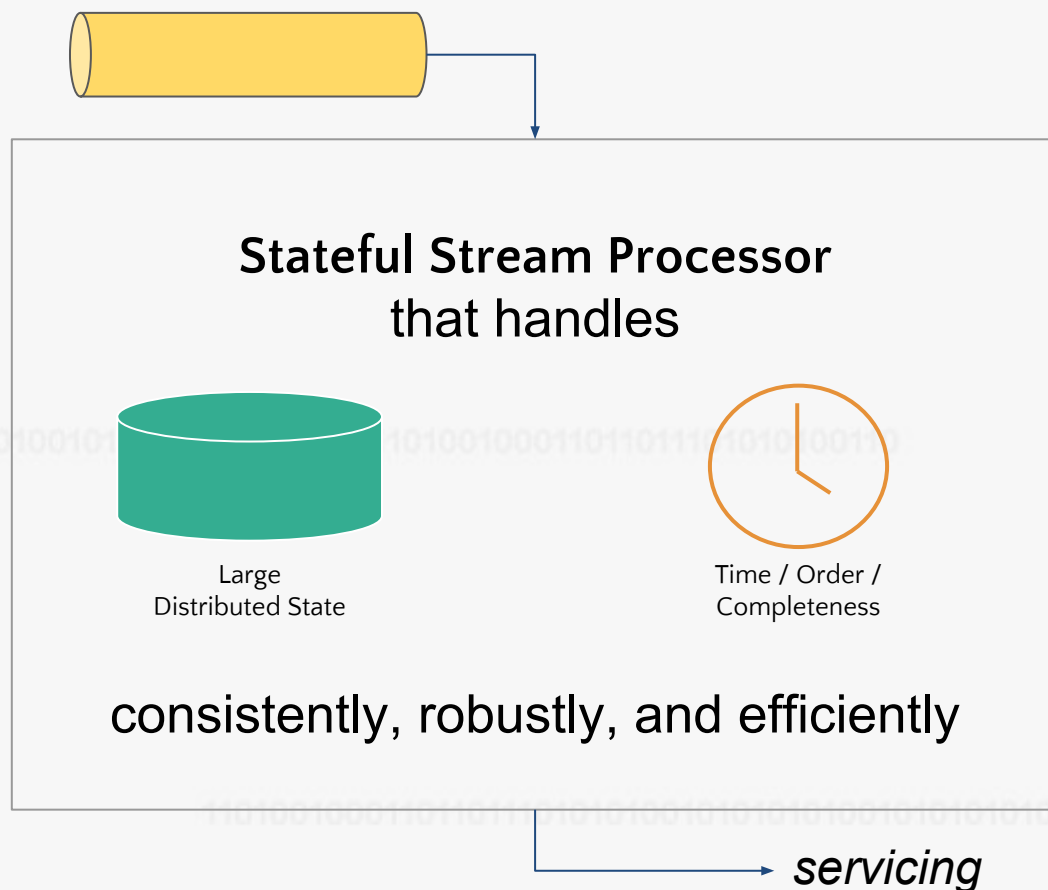 Stateful Stream Processor
that handles
Large
Distributed State
Time / Order /
Completeness
consistently, robustly, and efficiently
servicing